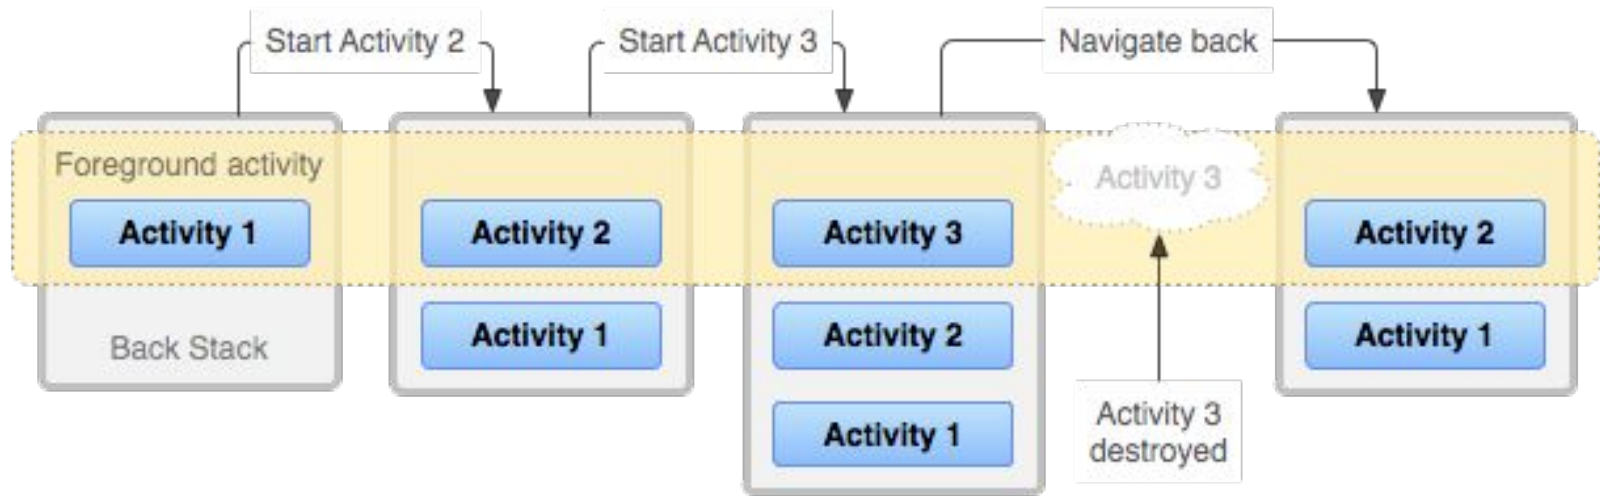 Start Activity 2
Start Activity 3
Navigate back
Foreground activity
Activity 1
Back Stack
Activity 2
Activity 1
Activity 3
Activity 2
Activity 1
Activity 3
Activity 3
destroyed
Activity 2
Activity 1